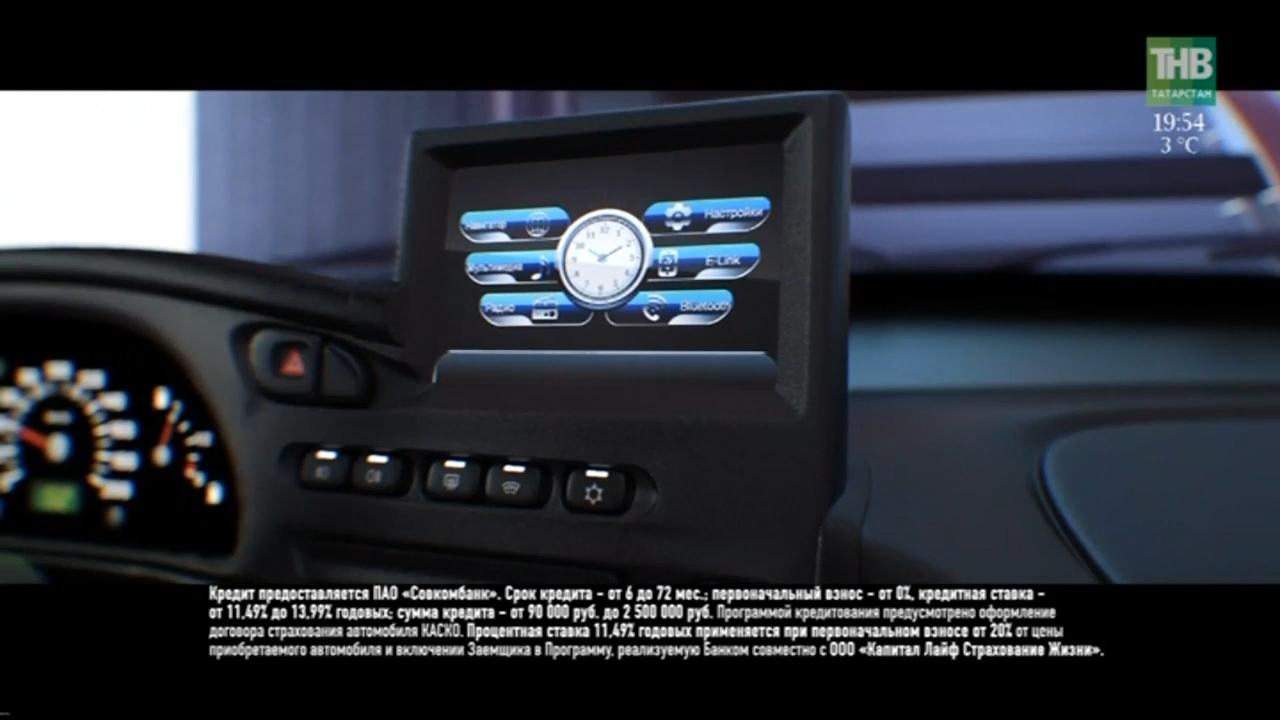 ТНВ
ТАТАРСТАН
19:54
3 °C
Навигатор
Настройки
Мультимедиа
E-Link
Радио
Bluetooth
Кредит предоставляется ПАО «Совкомбанк». Срок кредита – от 6 до 72 мес.; первоначальный взнос – от 0%, кредитная ставка –
от 11,49% до 13,99% годовых; сумма кредита – от 90 000 руб. до 2 500 000 руб. Программой кредитования предусмотрено оформление
договора страхования автомобиля КАСКО. Процентная ставка 11,49% годовых применяется при первоначальном взносе от 20% от цены
приобретаемого автомобиля и включении Заемщика в Программу, реализуемую Банком совместно с ООО «Капитал Лайф Страхование Жизни».